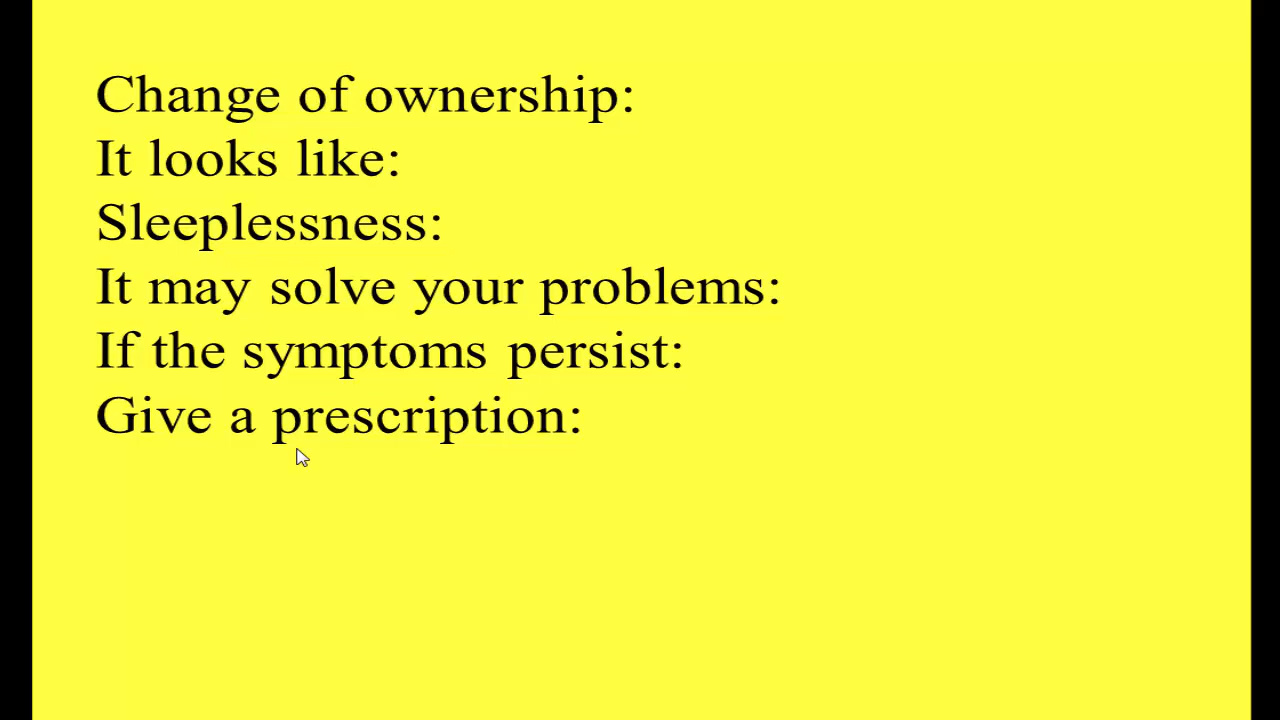 Change of ownership:
It looks like:
Sleeplessness:
It may solve your problems:
If the symptoms persist:
Give a prescription: